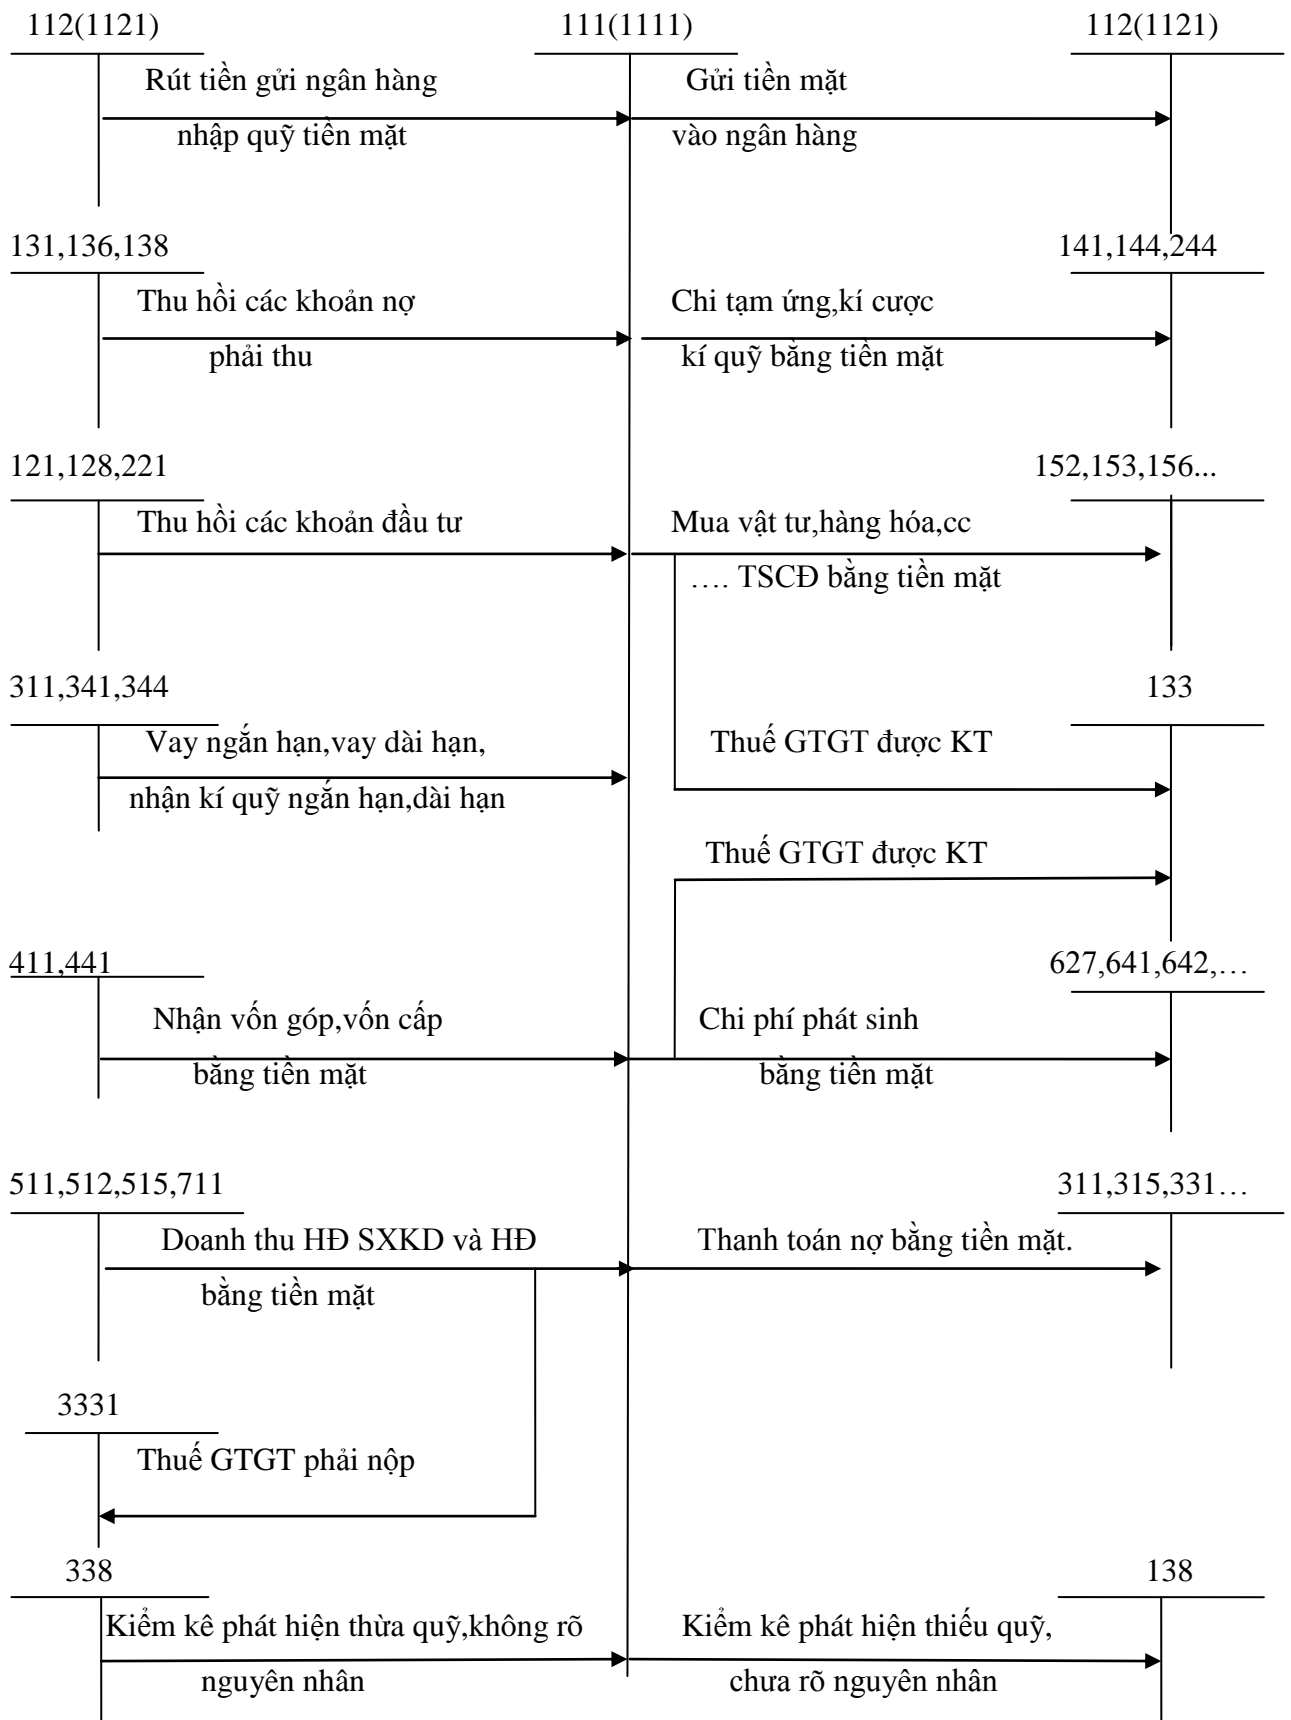 112(1121) 111(1111) 112(1121)
Rút tiền gửi ngân hàng Gửi tiền mặt
nhập quỹ tiền mặt vào ngân hàng
131,136,138 141,144,244
Thu hồi các khoản nợ Chi tạm ứng,kí cược
phải thu kí quỹ bằng tiền mặt
121,128,221 152,153,156...
Thu hồi các khoản đầu tư Mua vật tư,hàng hóa,cc
…. TSCĐ bằng tiền mặt
311,341,344 133
Vay ngắn hạn,vay dài hạn, Thuế GTGT được KT
nhận kí quỹ ngắn hạn,dài hạn
Thuế GTGT được KT
411,441 627,641,642,…
Nhận vốn góp,vốn cấp Chi phí phát sinh
bằng tiền mặt bằng tiền mặt
511,512,515,711 311,315,331…
Doanh thu HĐ SXKD và HĐ Thanh toán nợ bằng tiền mặt.
bằng tiền mặt
3331
Thuế GTGT phải nộp
338 138
Kiểm kê phát hiện thừa quỹ,không rõ Kiểm kê phát hiện thiếu quỹ,
nguyên nhân chưa rõ nguyên nhân